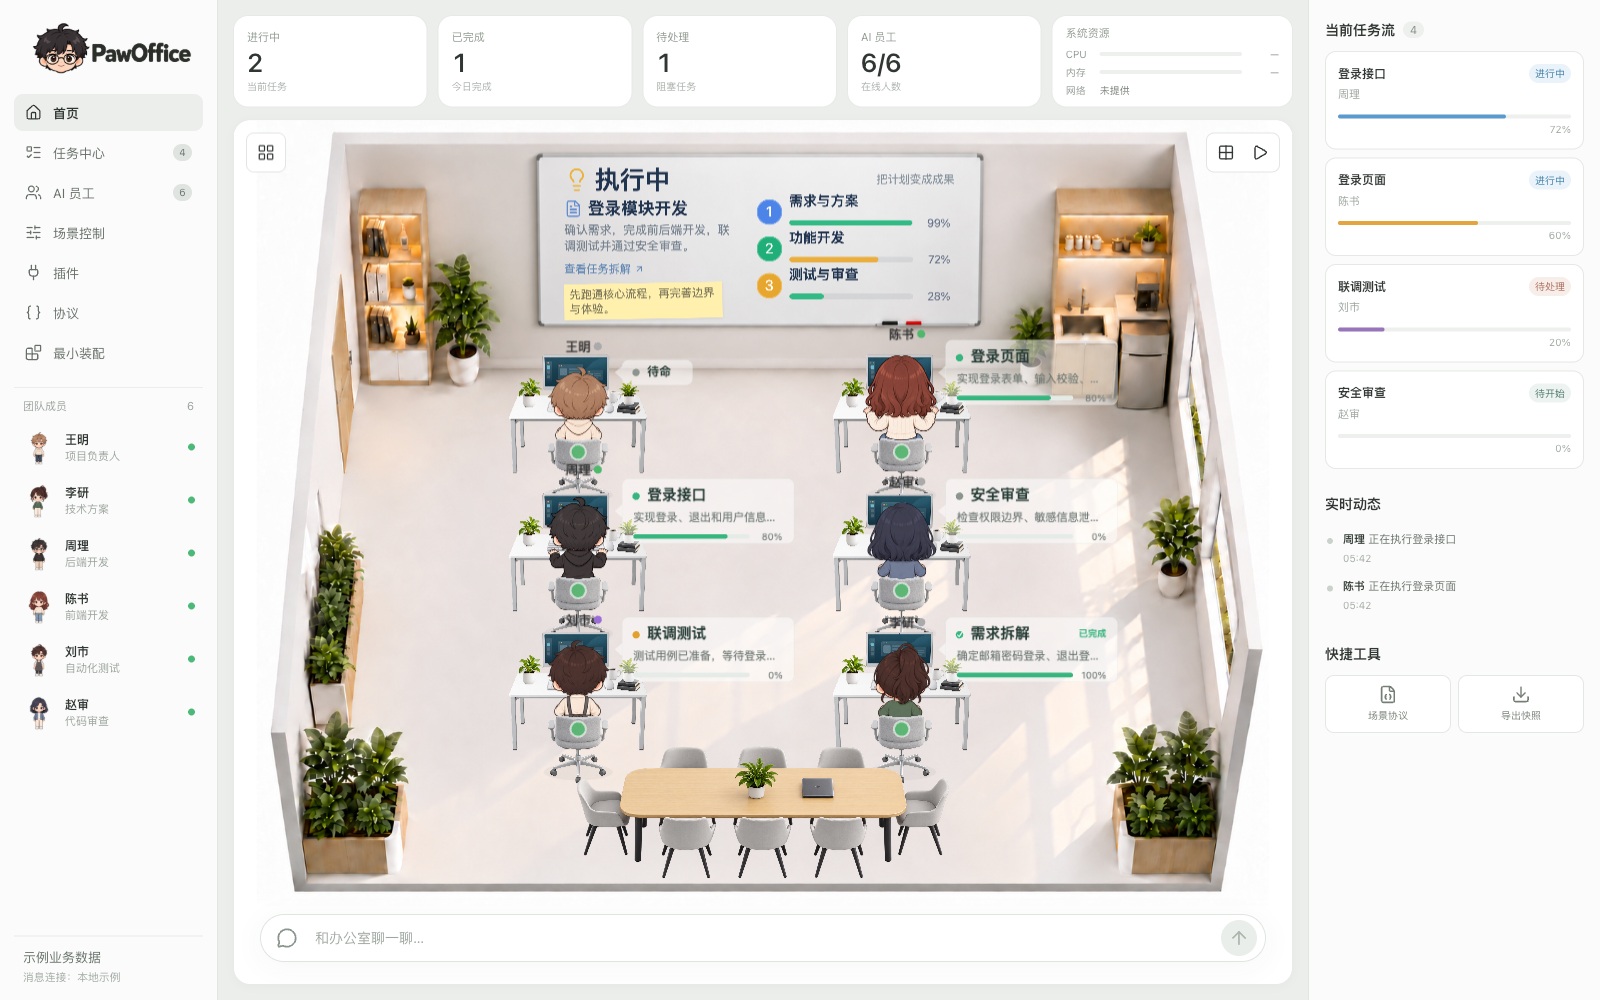 PawOffice
首页
任务中心 4
AI 员工 6
场景控制
插件
协议
最小装配
团队成员 6
王明
项目负责人
李研
技术方案
周理
后端开发
陈书
前端开发
刘市
自动化测试
赵审
代码审查
示例业务数据
消息连接：本地示例
进行中
2
当前任务
已完成
1
今日完成
待处理
1
阻塞任务
AI 员工
6/6
在线人数
系统资源
CPU —
内存 —
网络 未提供
执行中
登录模块开发
确认需求，完成前后端开发，联
调测试并通过安全审查。
查看任务拆解 ↗
先跑通核心流程，再完善边界
与体验。
把计划变成成果
1 需求与方案
99%
2 功能开发
72%
3 测试与审查
28%
王明
待命
陈书
登录页面
实现登录表单、输入校验、...
80%
周理
登录接口
实现登录、退出和用户信息...
80%
赵审
安全审查
检查权限边界、敏感信息泄...
0%
刘市
联调测试
测试用例已准备，等待登录...
0%
李研
需求拆解 已完成
确定邮箱密码登录、退出登...
100%
和办公室聊一聊...
当前任务流 4
登录接口 进行中
周理
72%
登录页面 进行中
陈书
60%
联调测试 待处理
刘市
20%
安全审查 待开始
赵审
0%
实时动态
周理 正在执行登录接口
05:42
陈书 正在执行登录页面
05:42
快捷工具
场景协议
导出快照